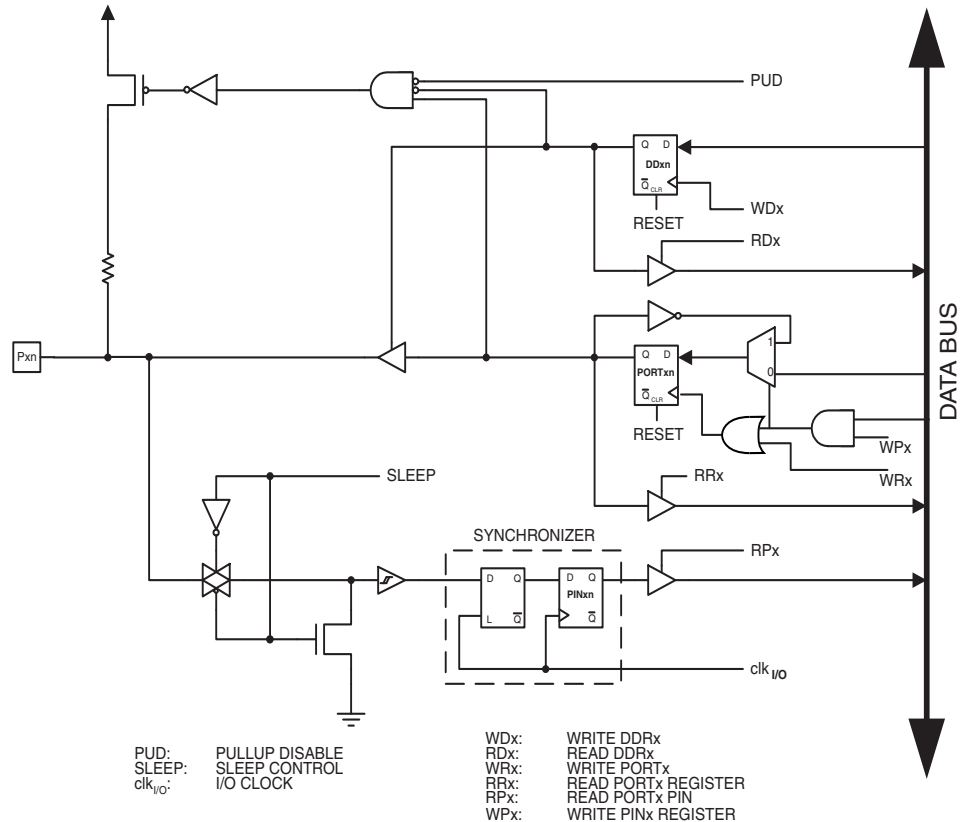 PUD
Q D
DDxn
Q CLR
WDx
RESET
RDx
Pxn
1
Q D
PORTxn
0
Q CLR
RESET
WPx
WRx
DATA BUS
SLEEP
RRx
SYNCHRONIZER
RPx
D Q
D Q
PINxn
L Q
Q
clk I/O
PUD: PULLUP DISABLE
SLEEP: SLEEP CONTROL
clkI/O: I/O CLOCK
WDx: WRITE DDRx
RDx: READ DDRx
WRx: WRITE PORTx
RRx: READ PORTx REGISTER
RPx: READ PORTx PIN
WPx: WRITE PINx REGISTER